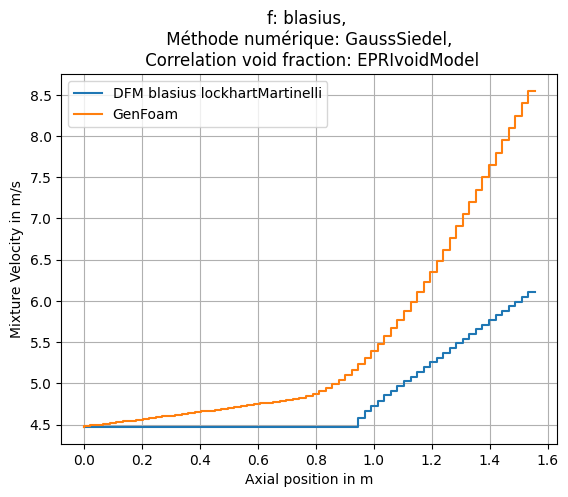 f: blasius,
Méthode numérique: GaussSiedel,
Correlation void fraction: EPRIvoidModel
DFM blasius lockhartMartinelli
GenFoam
8.5
8.0
7.5
7.0
6.5
6.0
5.5
5.0
4.5
Mixture Velocity in m/s
0.0 0.2 0.4 0.6 0.8 1.0 1.2 1.4 1.6
Axial position in m